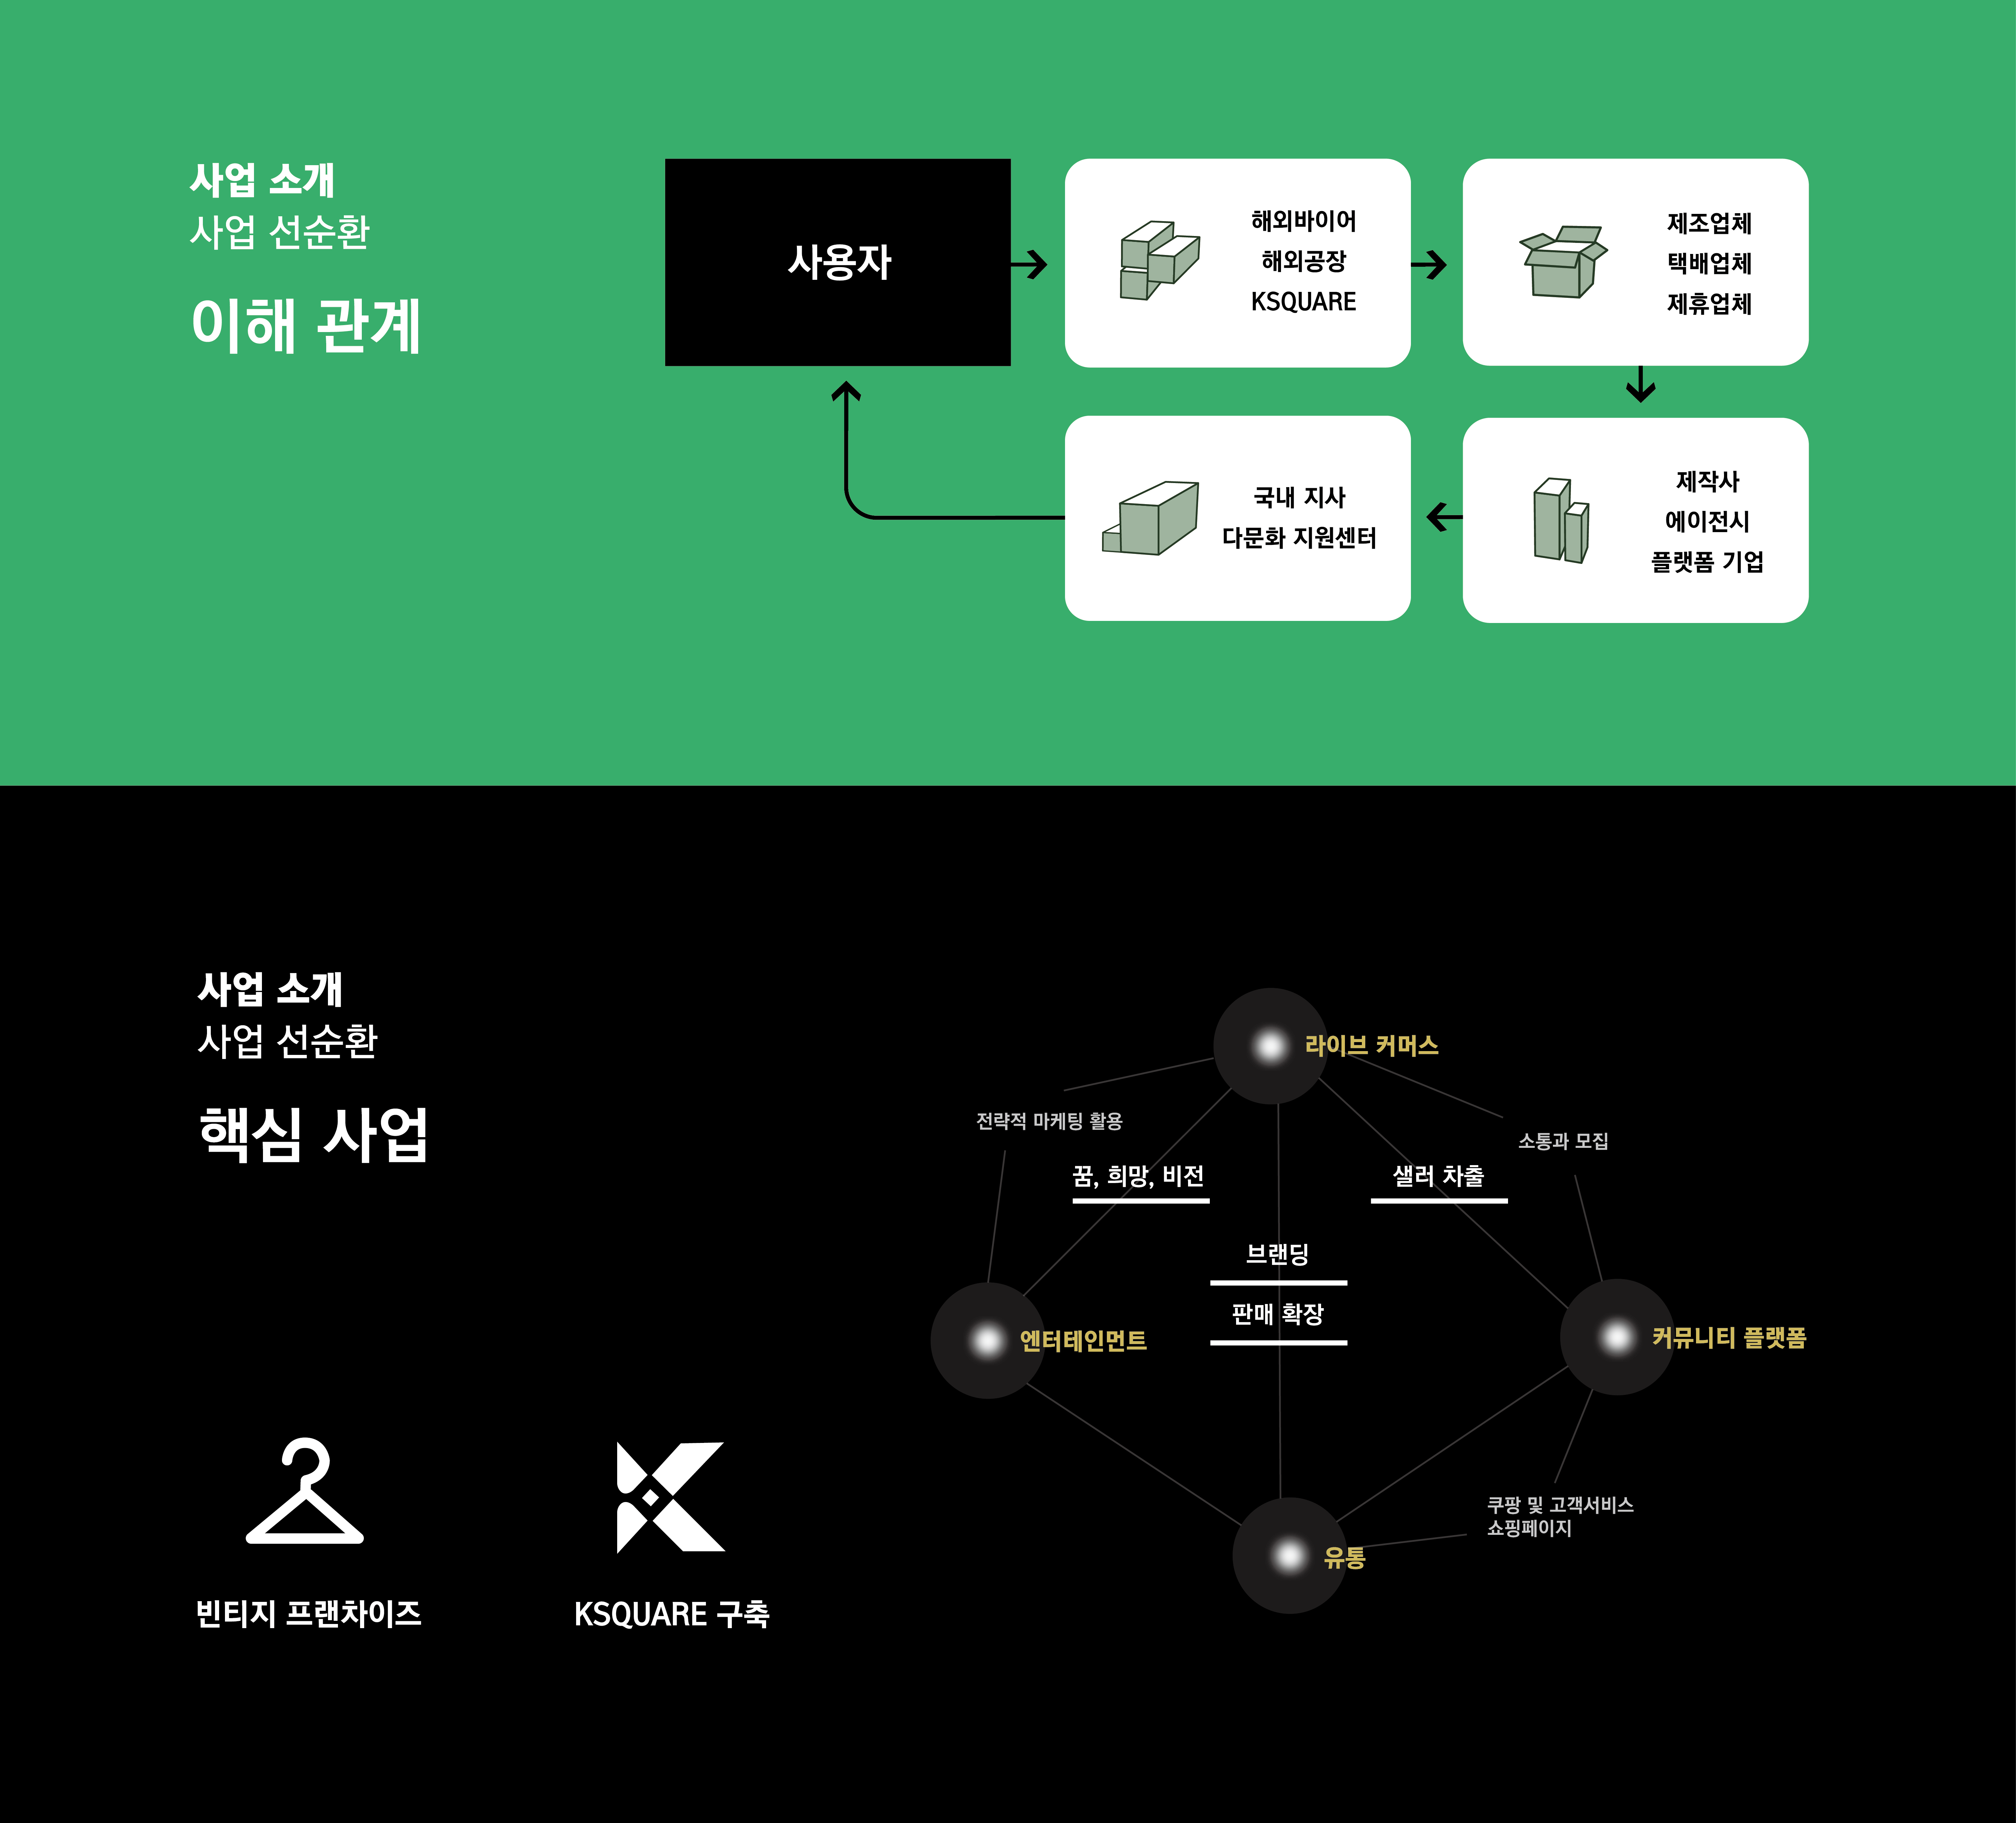 사업 소개
사업 선순환
이해 관계
사용자
해외바이어
해외공장
KSQUARE
제조업체
택배업체
제휴업체
국내 지사
다문화 지원센터
제작사
에이전시
플랫폼 기업
사업 소개
사업 선순환
핵심 사업
라이브 커머스
전략적 마케팅 활용
소통과 모집
꿈, 희망, 비전
샐러 차출
브랜딩
판매 확장
엔터테인먼트
커뮤니티 플랫폼
쿠팡 및 고객서비스
쇼핑페이지
유통
빈티지 프랜차이즈
KSQUARE 구축